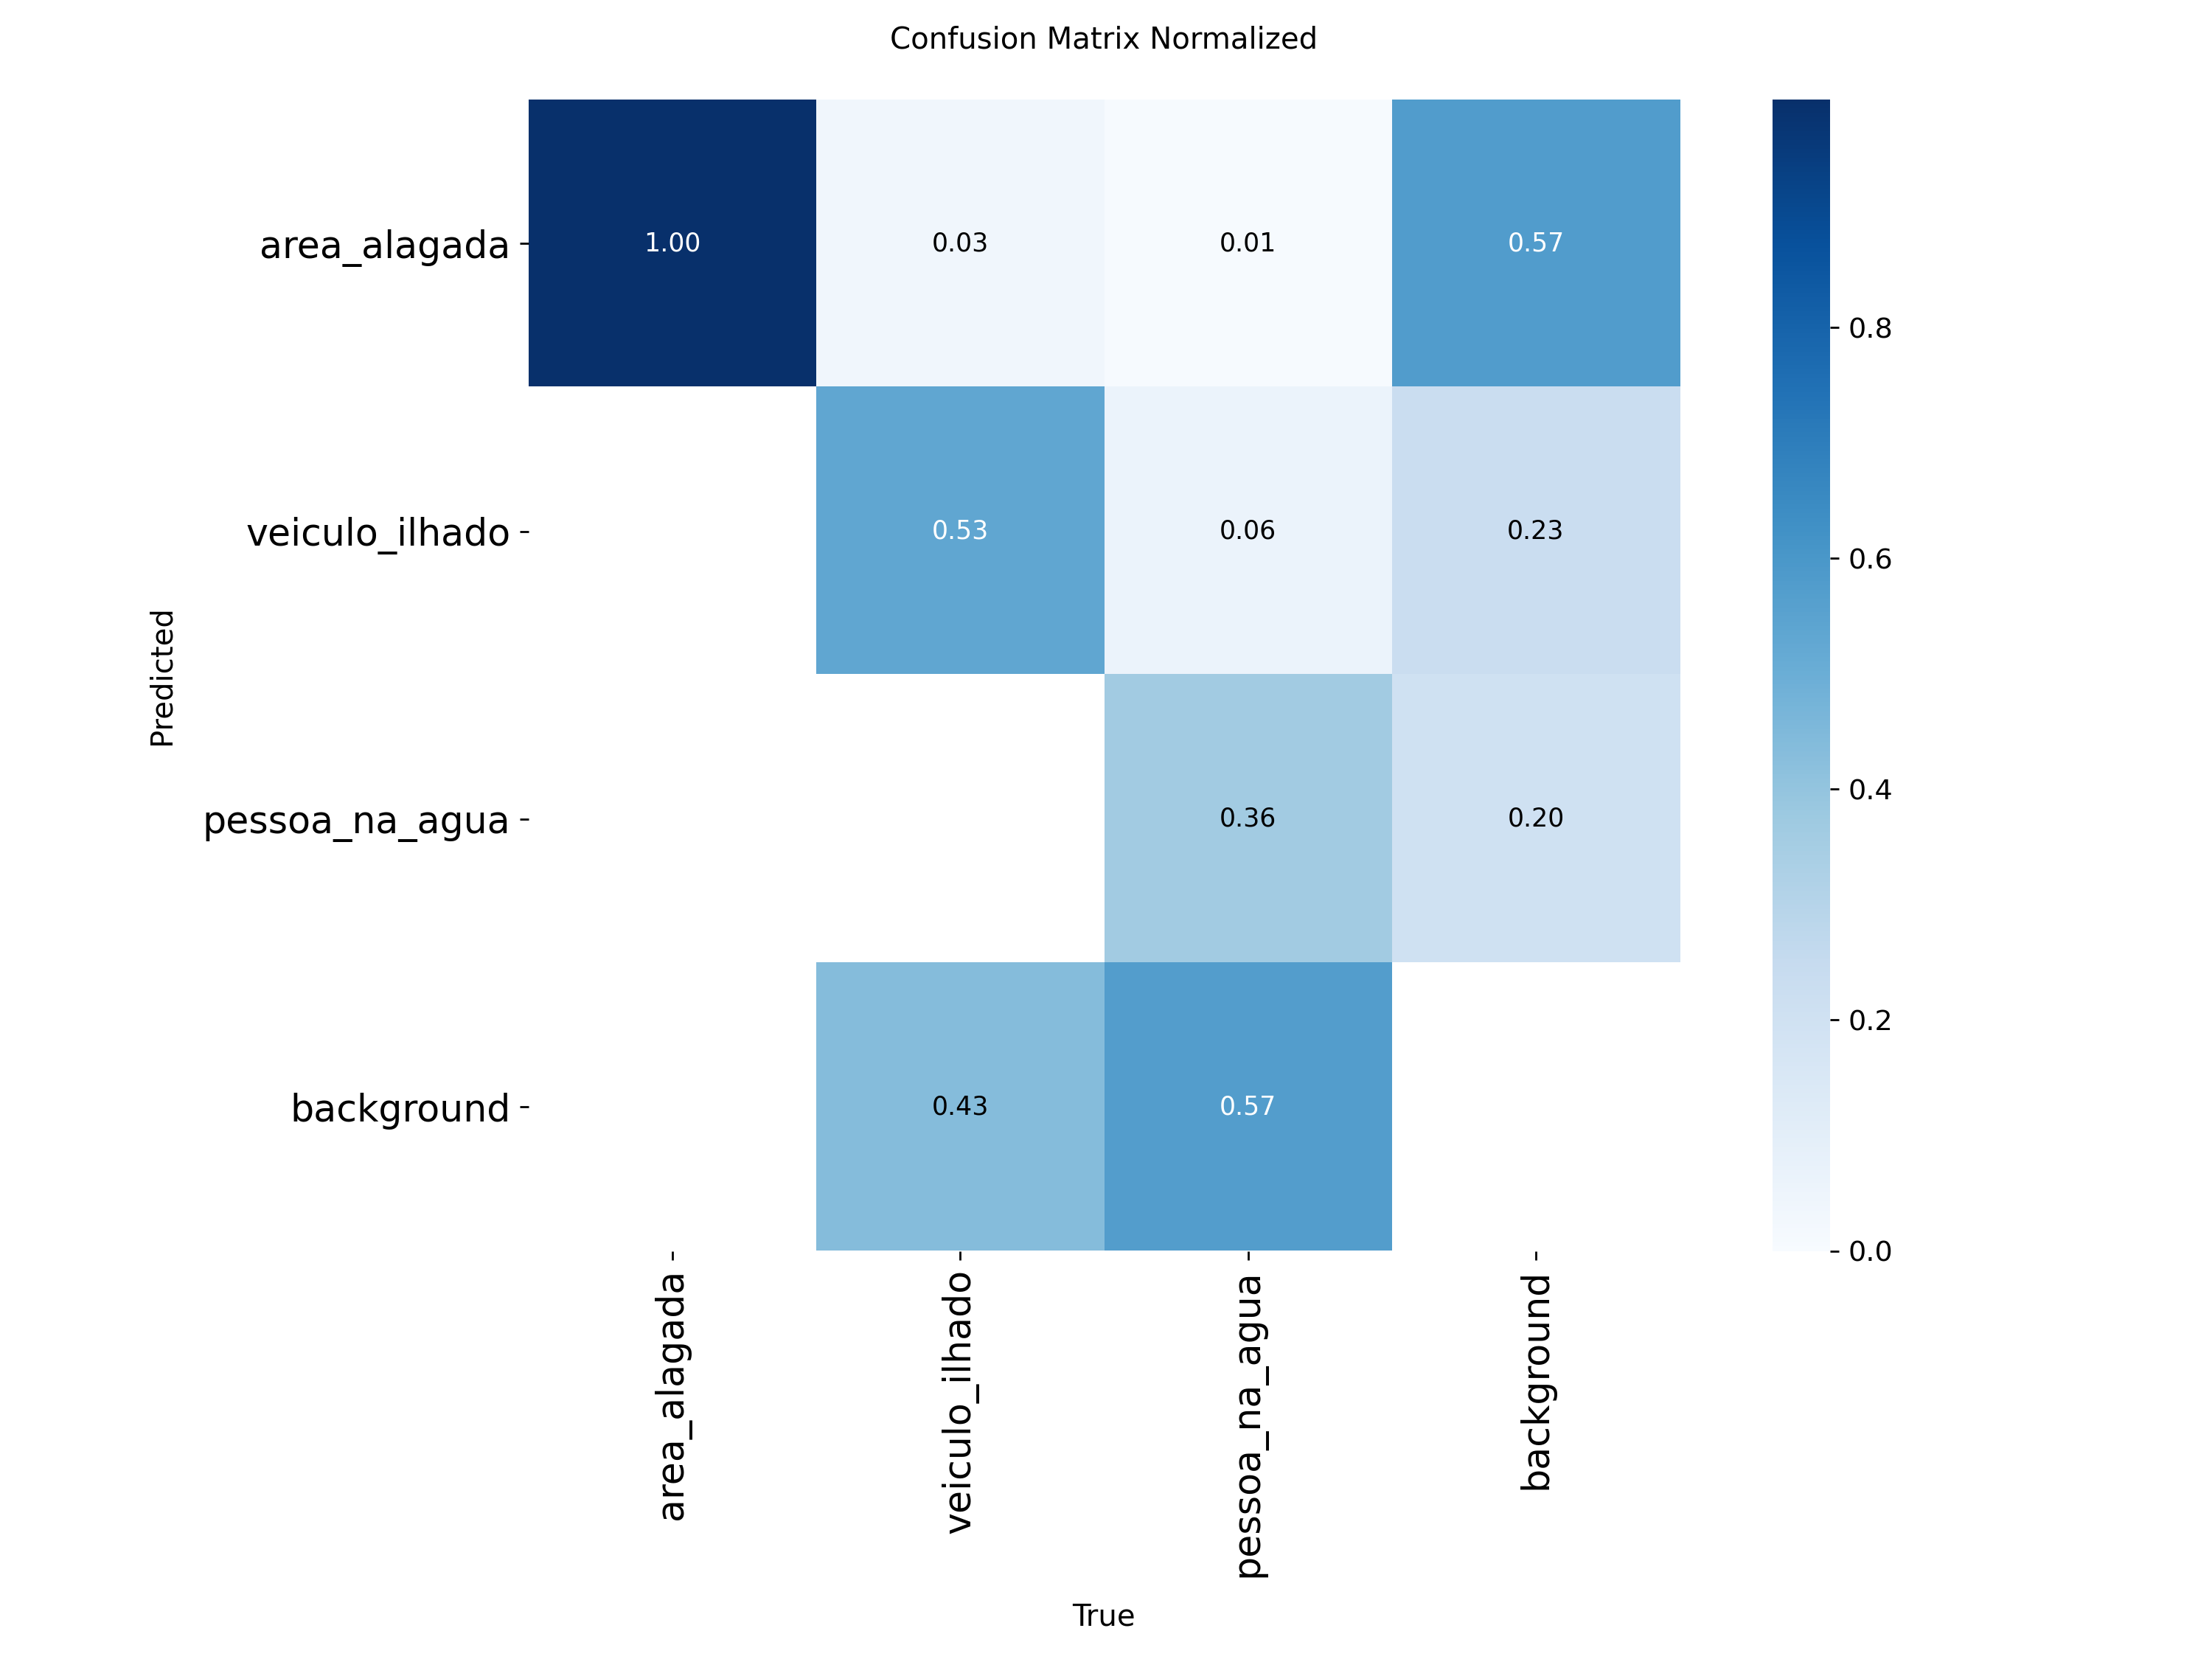 Confusion Matrix Normalized
area_alagada
1.00 0.03 0.01 0.57
veiculo_ilhado
0.53 0.06 0.23
pessoa_na_agua
0.36 0.20
background
0.43 0.57
Predicted
area_alagada
veiculo_ilhado
pessoa_na_agua
background
True
0.8
0.6
0.4
0.2
0.0